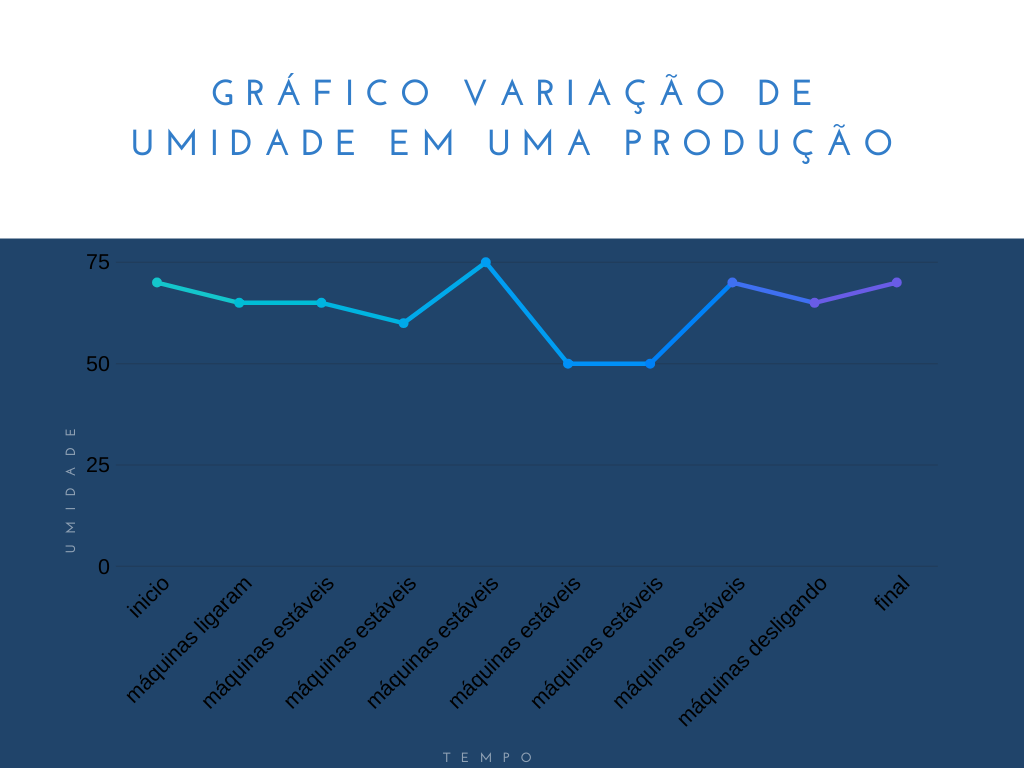 GRÁFICO VARIAÇÃO DE
UMIDADE EM UMA PRODUÇÃO
75
50
25
0
UMIDADE
inicio
máquinas ligaram
máquinas estáveis
máquinas estáveis
máquinas estáveis
máquinas estáveis
máquinas estáveis
máquinas estáveis
máquinas desligando
final
TEMPO